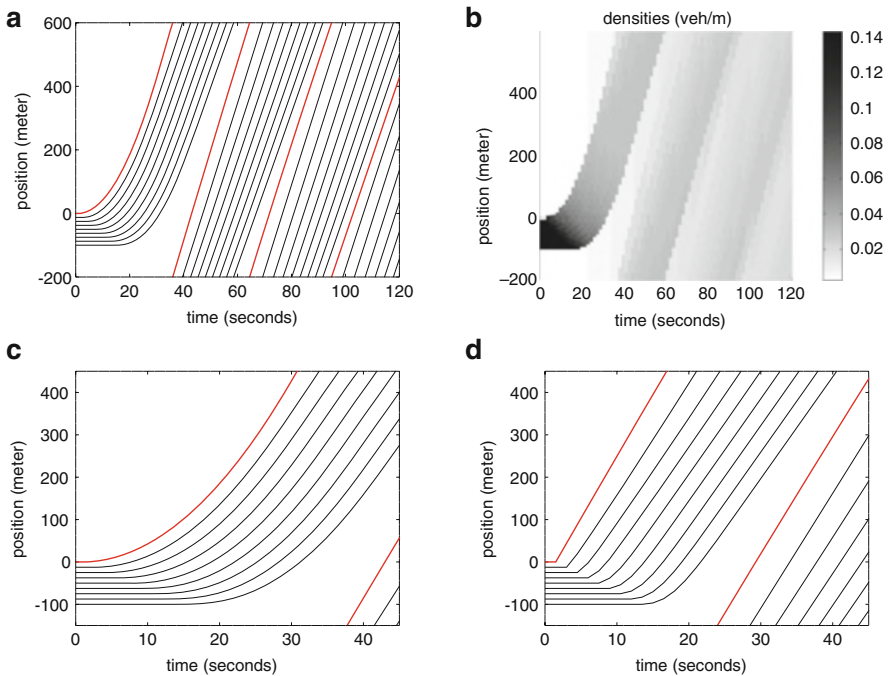 a
600
400
200
0
-200
position (meter)
0 20 40 60 80 100 120
time (seconds)
b
densities (veh/m)
400
200
0
−200
position (meter)
0 20 40 60 80 100 120
time (seconds)
0.14
0.12
0.1
0.08
0.06
0.04
0.02
c
400
300
200
100
0
-100
position (meter)
0 10 20 30 40
time (seconds)
d
400
300
200
100
0
-100
position (meter)
0 10 20 30 40
time (seconds)